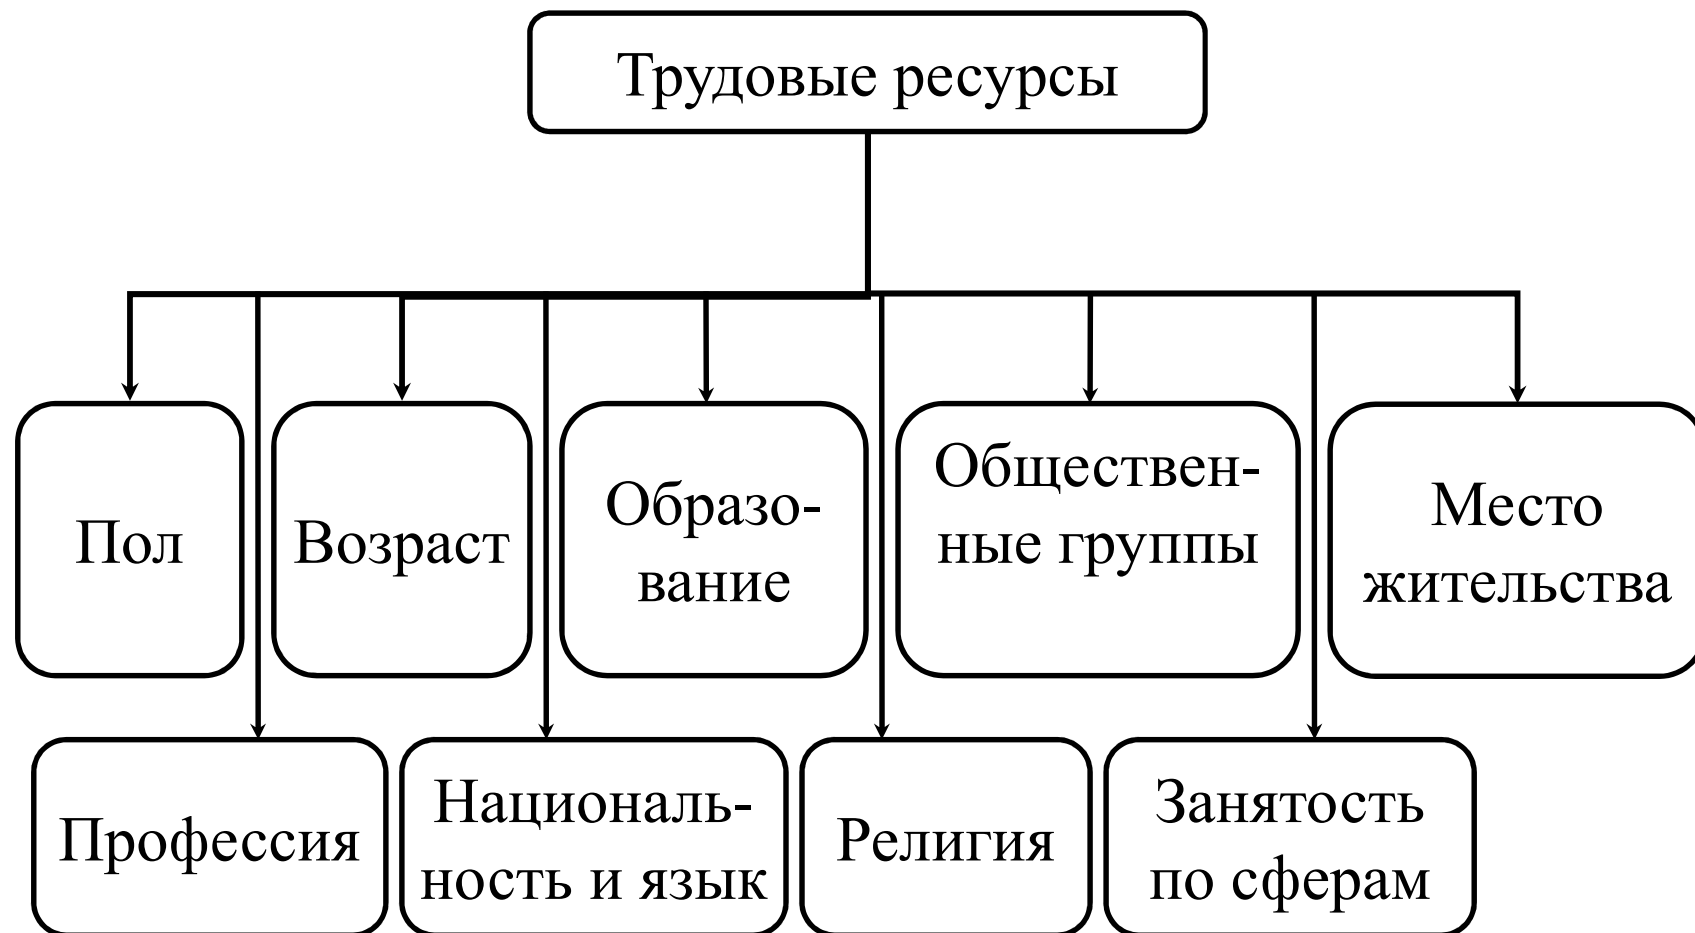 Трудовые ресурсы
Пол
Возраст
Образо-
вание
Обществен-
ные группы
Место
жительства
Профессия
Националь-
ность и язык
Религия
Занятость
по сферам